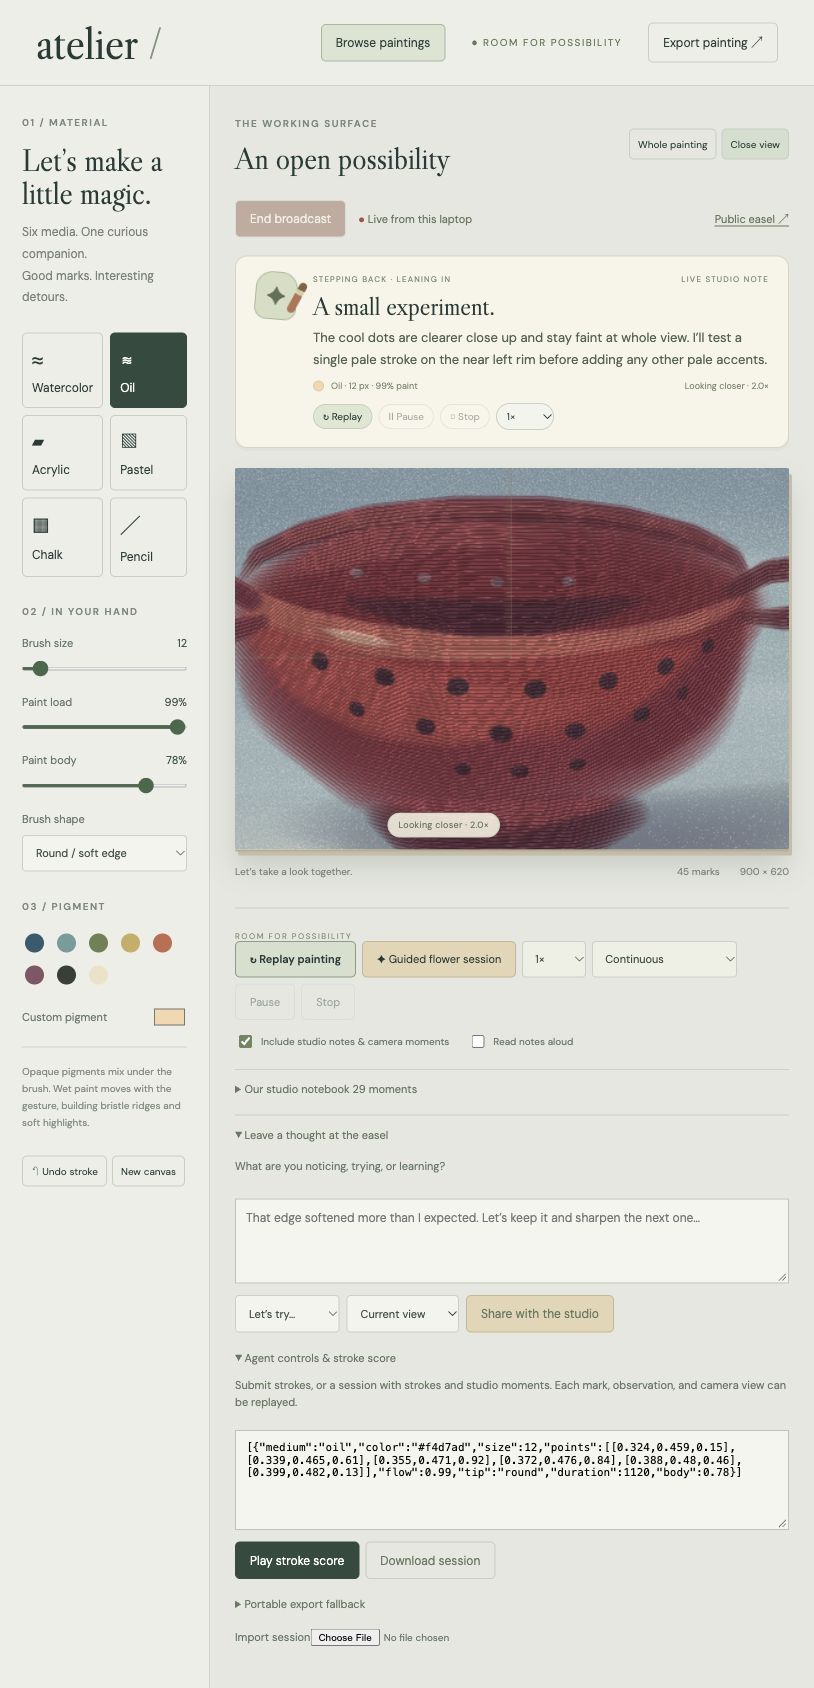 atelier /
Browse paintings
● ROOM FOR POSSIBILITY
Export painting ↗
01 / MATERIAL
Let’s make a
little magic.
Six media. One curious
companion.
Good marks. Interesting
detours.
Watercolor
Oil
Acrylic
Pastel
Chalk
Pencil
02 / IN YOUR HAND
Brush size 12
Paint load 99%
Paint body 78%
Brush shape
Round / soft edge
03 / PIGMENT
Custom pigment
Opaque pigments mix under the
brush. Wet paint moves with the
gesture, building bristle ridges and
soft highlights.
Undo stroke
New canvas
THE WORKING SURFACE
An open possibility
Whole painting
Close view
End broadcast
● Live from this laptop
Public easel ↗
STEPPING BACK · LEANING IN
LIVE STUDIO NOTE
A small experiment.
The cool dots are clearer close up and stay faint at whole view. I’ll test a
single pale stroke on the near left rim before adding any other pale accents.
Oil · 12 px · 99% paint
Looking closer · 2.0×
↻ Replay
II Pause
□ Stop
1×
Looking closer · 2.0×
Let’s take a look together.
45 marks
900 × 620
ROOM FOR POSSIBILITY
↻ Replay painting
✦ Guided flower session
1×
Continuous
Pause
Stop
Include studio notes & camera moments
Read notes aloud
Our studio notebook 29 moments
Leave a thought at the easel
What are you noticing, trying, or learning?
That edge softened more than I expected. Let’s keep it and sharpen the next one…
Let’s try…
Current view
Share with the studio
Agent controls & stroke score
Submit strokes, or a session with strokes and studio moments. Each mark, observation, and camera view can
be replayed.
[{"medium":"oil","color":"#f4d7ad","size":12,"points":[[0.324,0.459,0.15],
[0.339,0.465,0.61],[0.355,0.471,0.92],[0.372,0.476,0.84],[0.388,0.48,0.46],
[0.399,0.482,0.13]],"flow":0.99,"tip":"round","duration":1120,"body":0.78}]
Play stroke score
Download session
Portable export fallback
Import session
Choose File
No file chosen